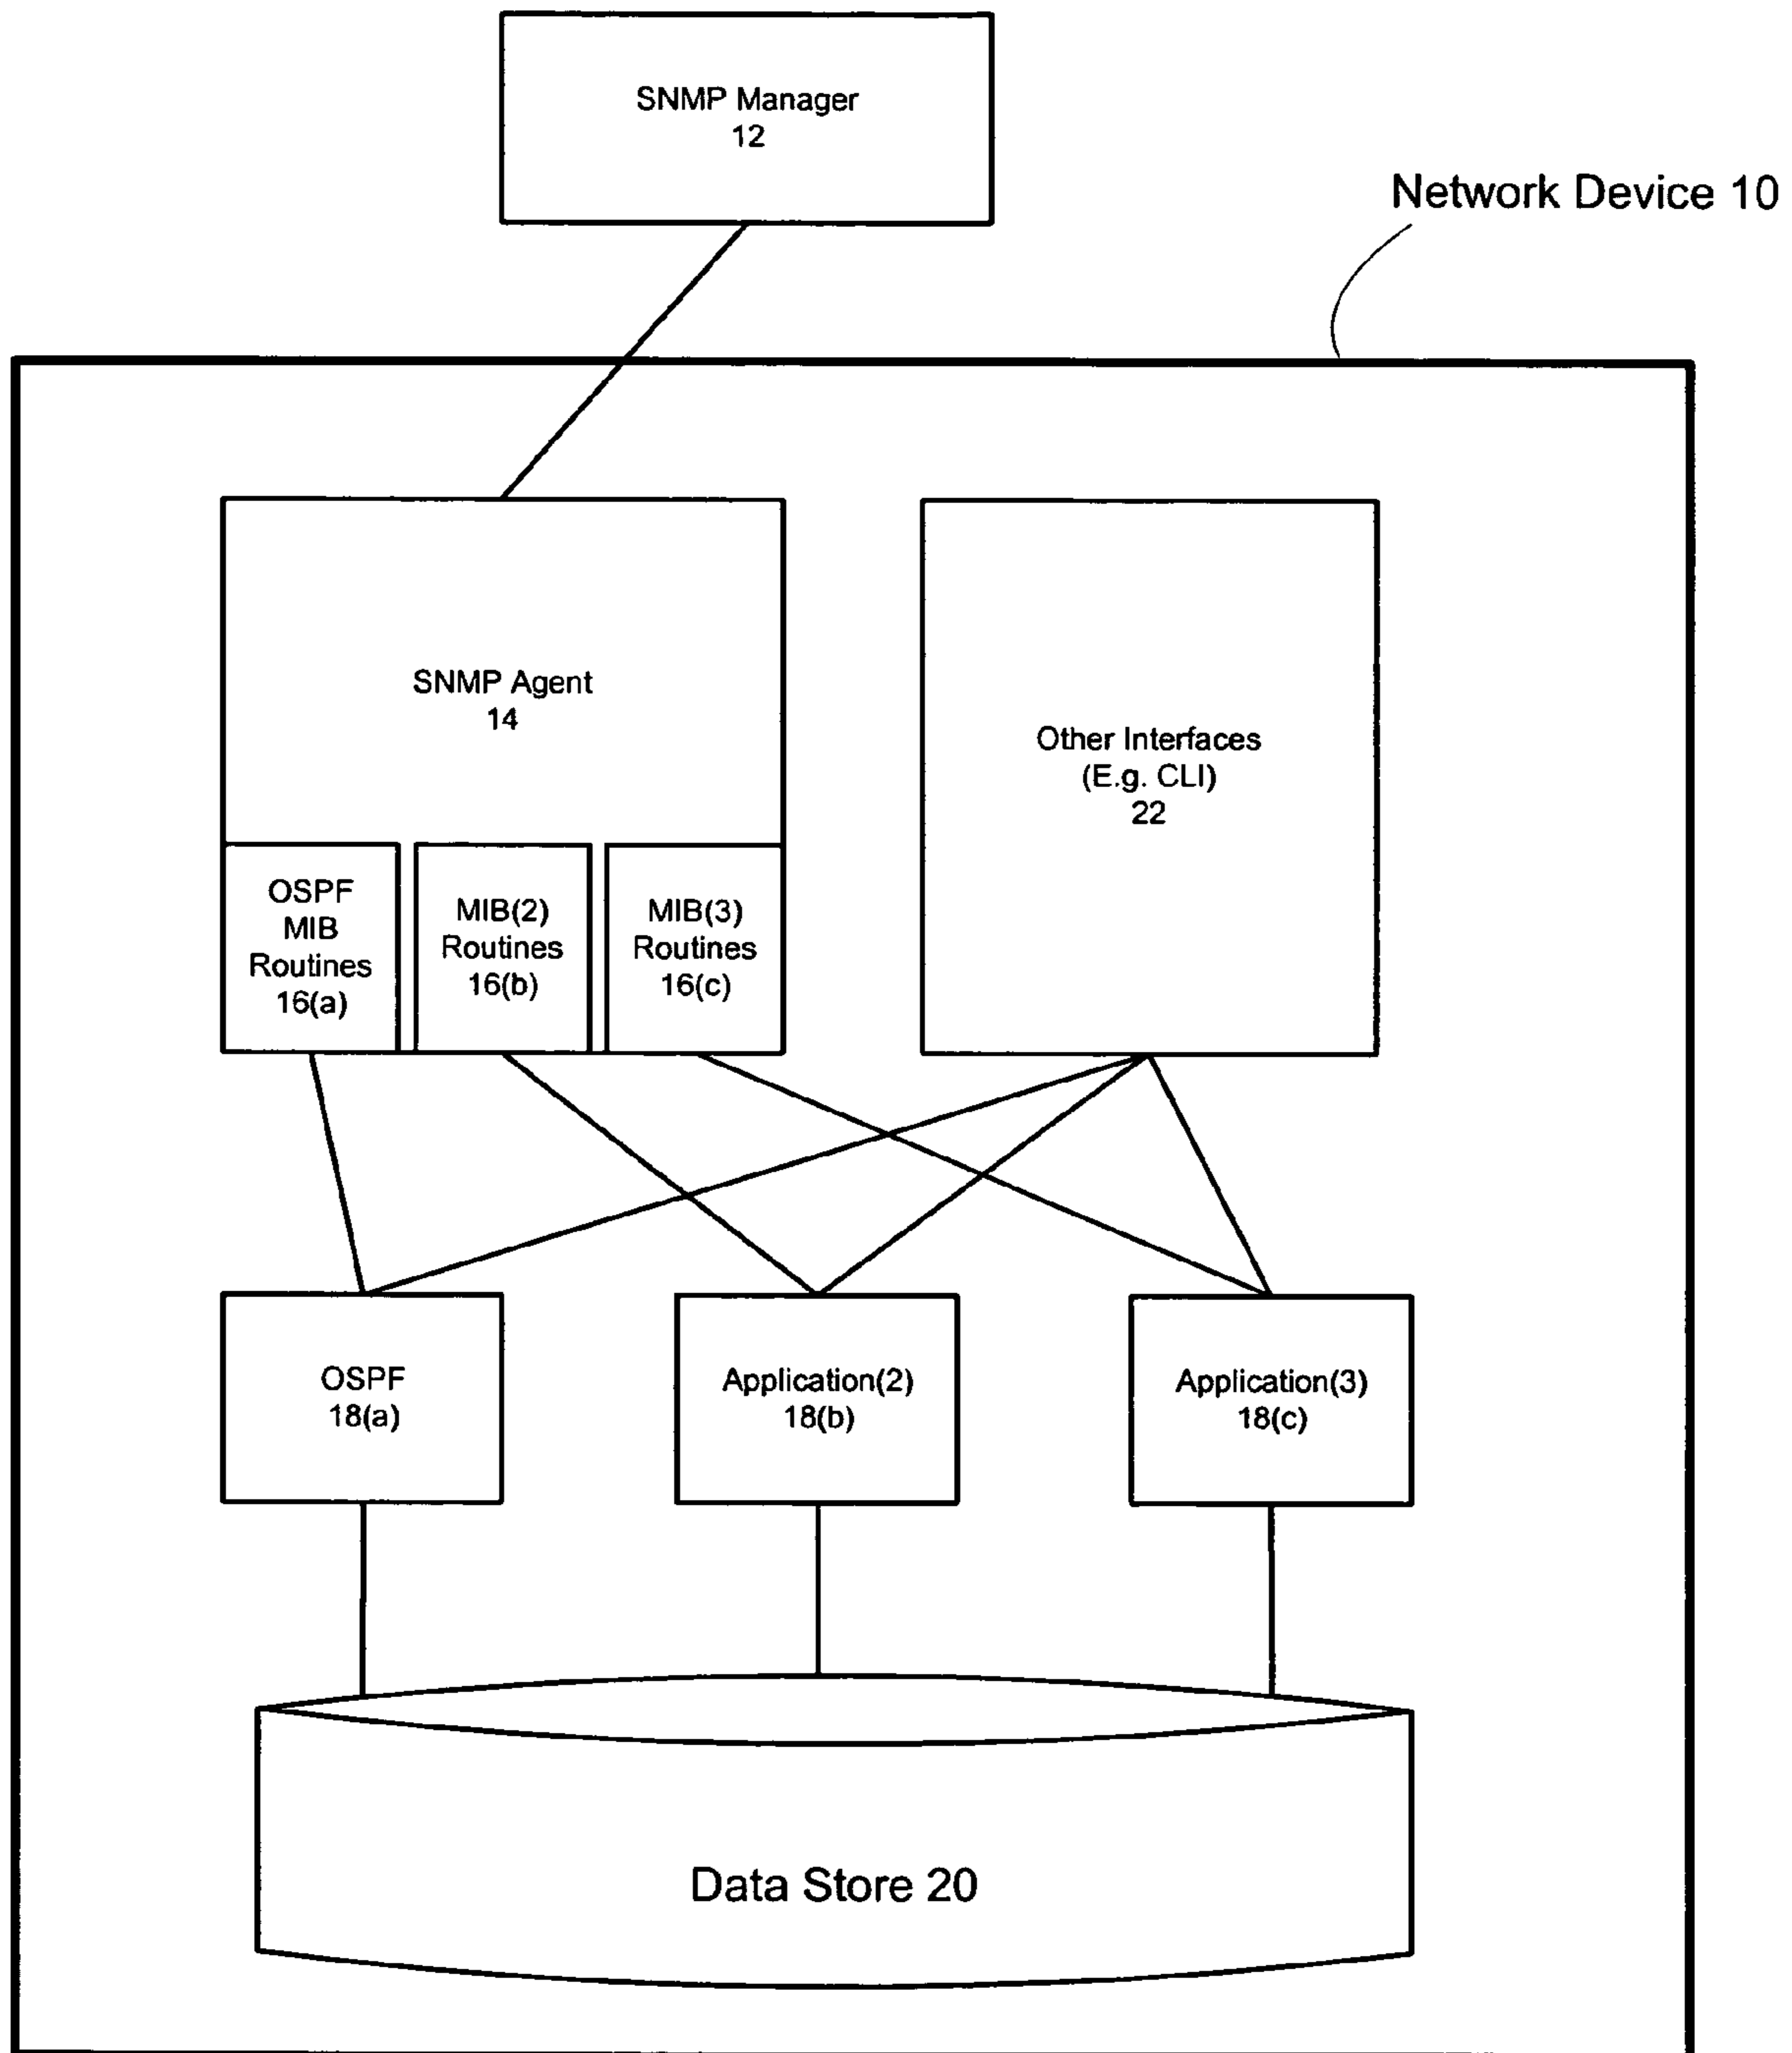 SNMP Manager
12
Network Device 10
SNMP Agent
14
Other Interfaces
(E.g. CLI)
22
OSPF
MIB
Routines
16(a)
MIB(2)
Routines
16(b)
MIB(3)
Routines
16(c)
OSPF
18(a)
Application(2)
18(b)
Application(3)
18(c)
Data Store 20